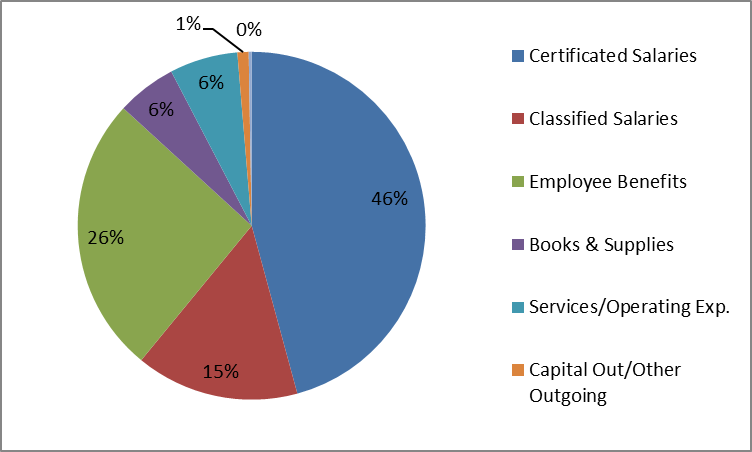 1%
0%
6%
6%
46%
26%
15%
Certificated Salaries
Classified Salaries
Employee Benefits
Books & Supplies
Services/Operating Exp.
Capital Out/Other
Outgoing